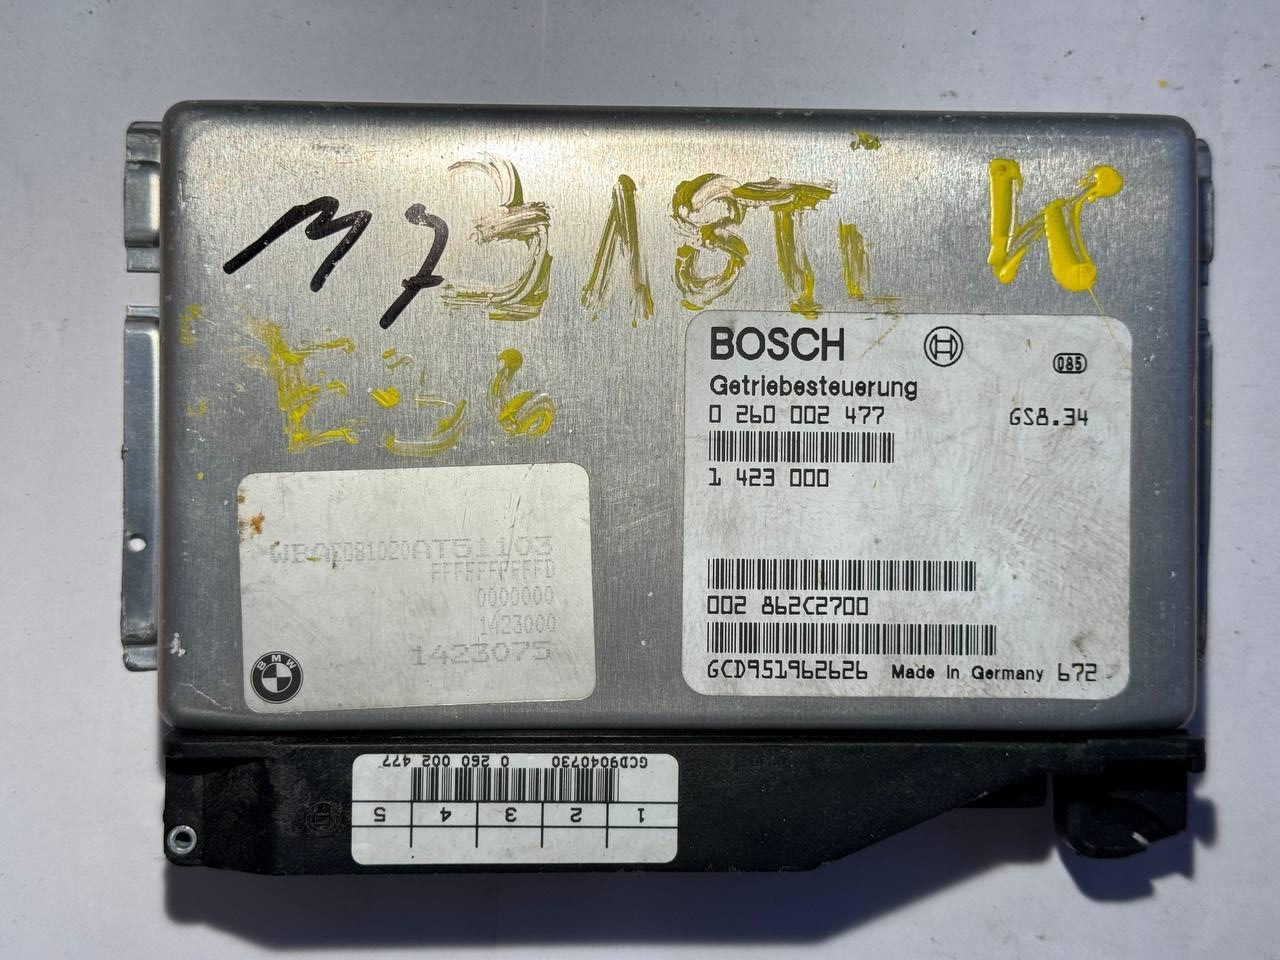 M7
318Ti K
E36
BOSCH
085
Getriebesteuerung
0 260 002 477 GS8.34
1 423 000
002 862C2700
GCD951962626 Made In Germany 672
FFFFFFFFFFFD
0000000
1423000
1423075
BMW
GCD9040730 0 260 002 477
1 2 3 4 5